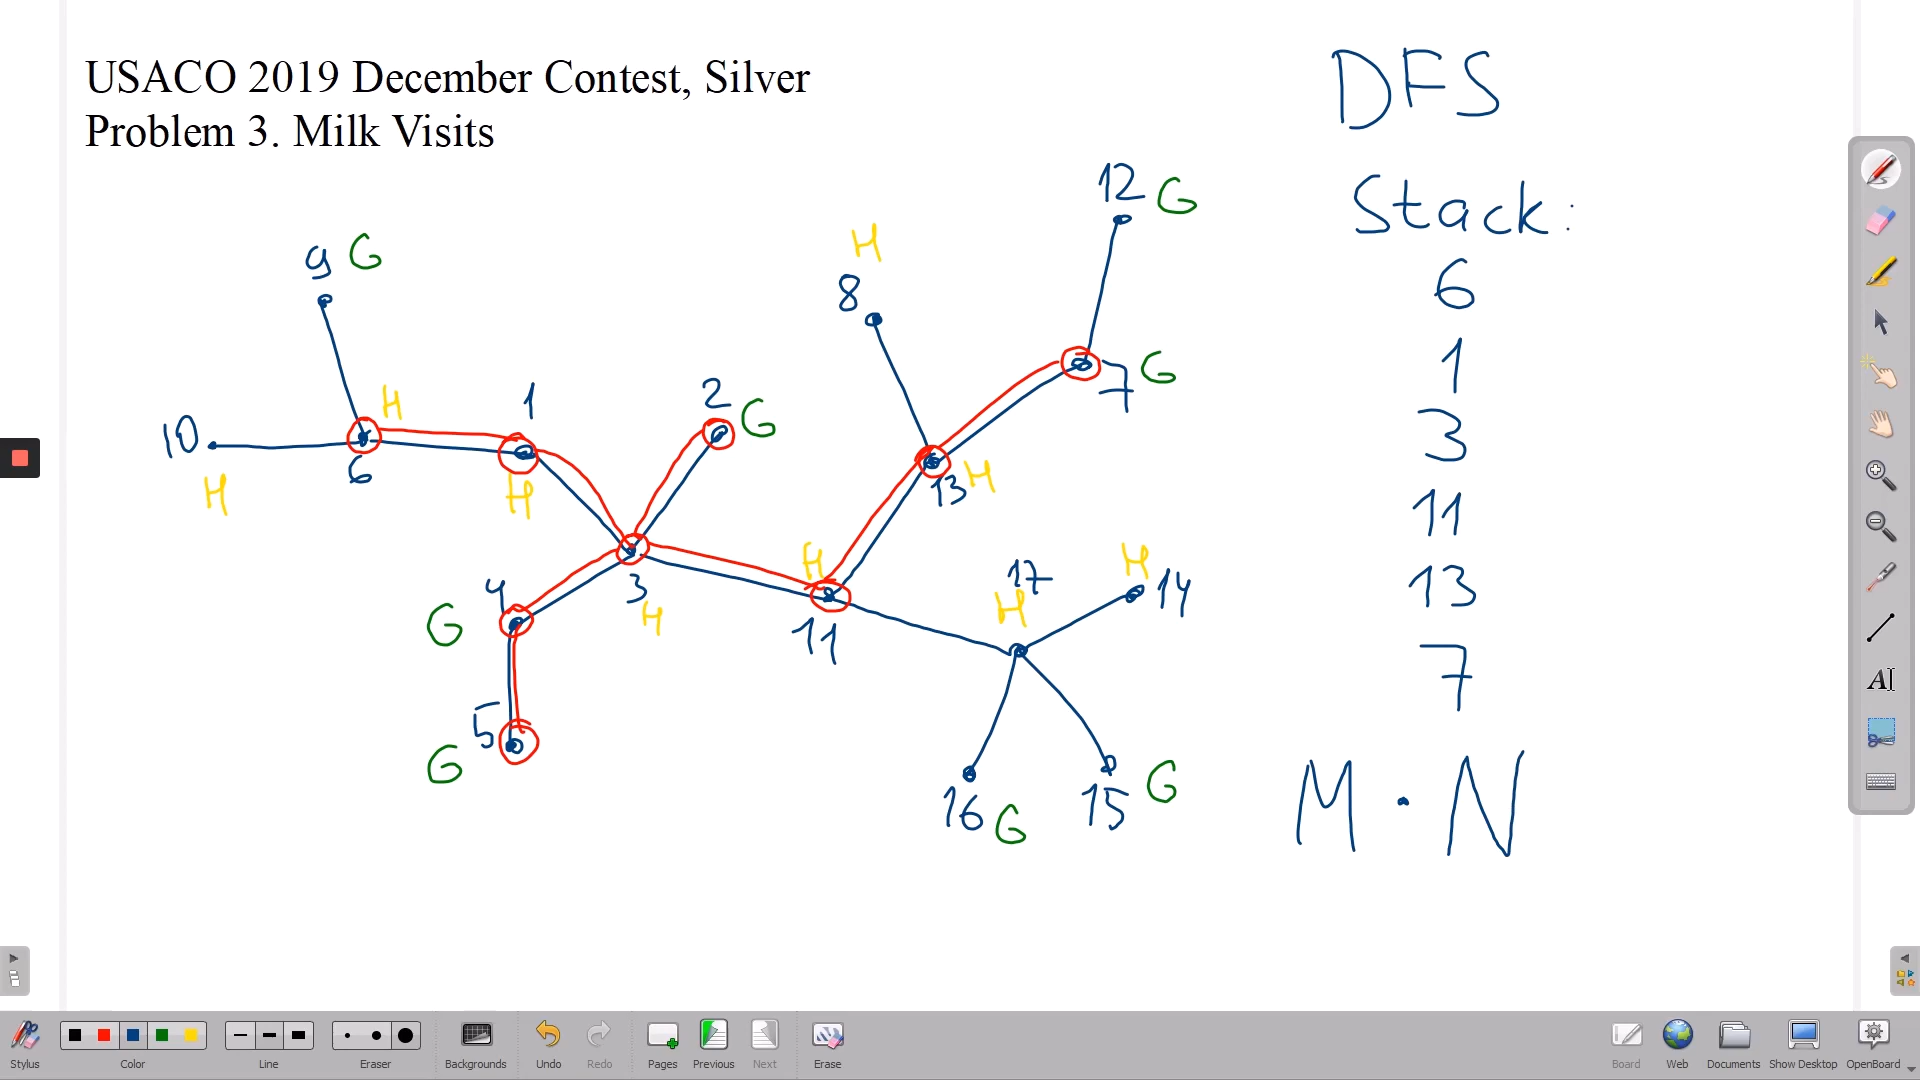 USACO 2019 December Contest, Silver
Problem 3. Milk Visits
DFS
Stack:
6
1
3
11
13
7
M · N
12 G
H
9 G
8
7 G
H
1
2 G
10
6
H
H
13 H
4
3
H
H
G
11
17
H
H
14
5
G
16 G
15 G
Stylus
Color
Line
Eraser
Backgrounds
Undo
Redo
Pages
Previous
Next
Erase
Board
Web
Documents
Show Desktop
OpenBoard
AI